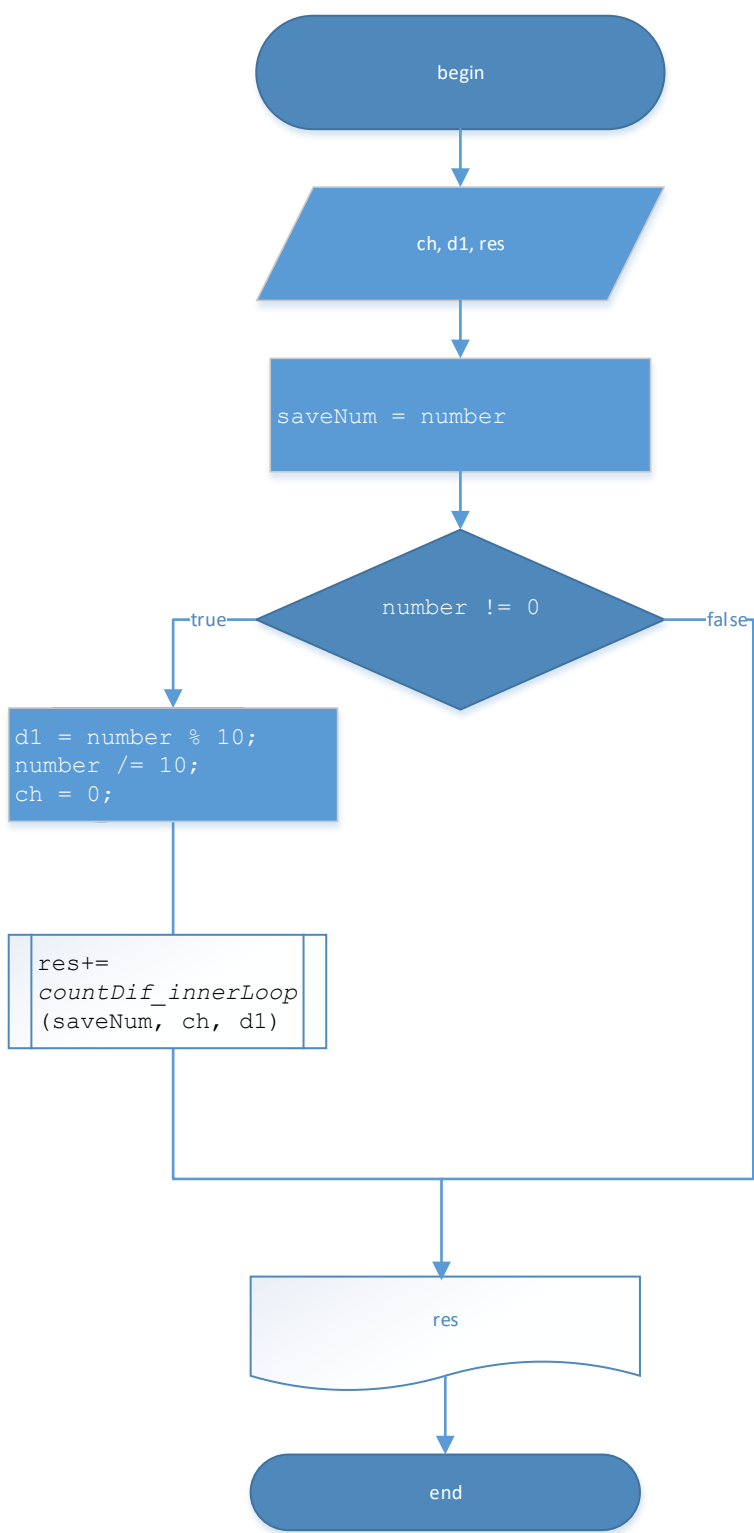 begin
ch, d1, res
saveNum = number
number != 0
true
false
d1 = number % 10;
number /= 10;
ch = 0;
res+=
countDif_innerLoop
(saveNum, ch, d1)
res
end